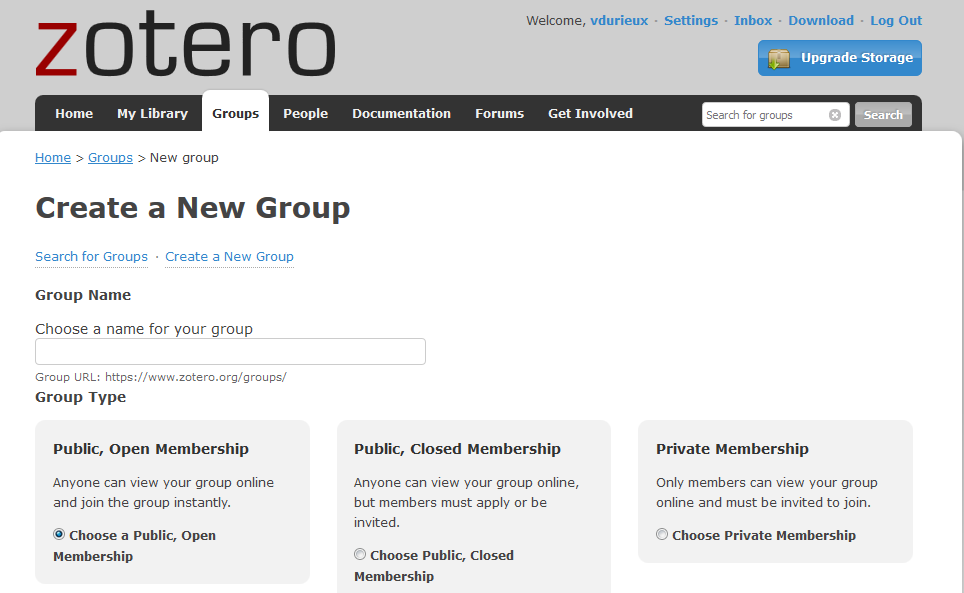 zotero
Welcome, vdurieux · Settings · Inbox · Download · Log Out
Upgrade Storage
Home My Library Groups People Documentation Forums Get Involved
Search for groups Search
Home > Groups > New group
Create a New Group
Search for Groups · Create a New Group
Group Name
Choose a name for your group
Group URL: https://www.zotero.org/groups/
Group Type
Public, Open Membership
Anyone can view your group online
and join the group instantly.
Choose a Public, Open
Membership
Public, Closed Membership
Anyone can view your group online,
but members must apply or be
invited.
Choose Public, Closed
Membership
Private Membership
Only members can view your group
online and must be invited to join.
Choose Private Membership